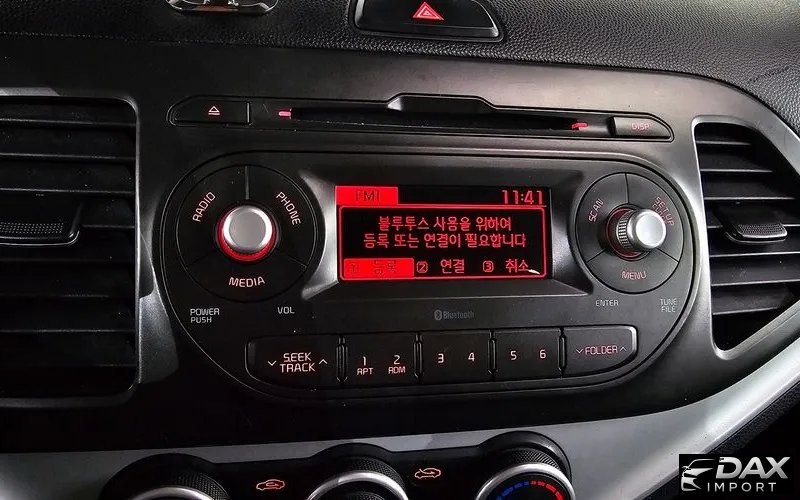 DISP
FM1 11:41
블루투스 사용을 위하여
등록 또는 연결이 필요합니다
1 등록 2 연결 3 취소
RADIO
PHONE
MEDIA
SCAN
SETUP
MENU
POWER
PUSH
VOL
ENTER
TUNE
FILE
Bluetooth
SEEK
TRACK
1
RPT
2
RDM
3 4
5 6
FOLDER
DAX
IMPORT